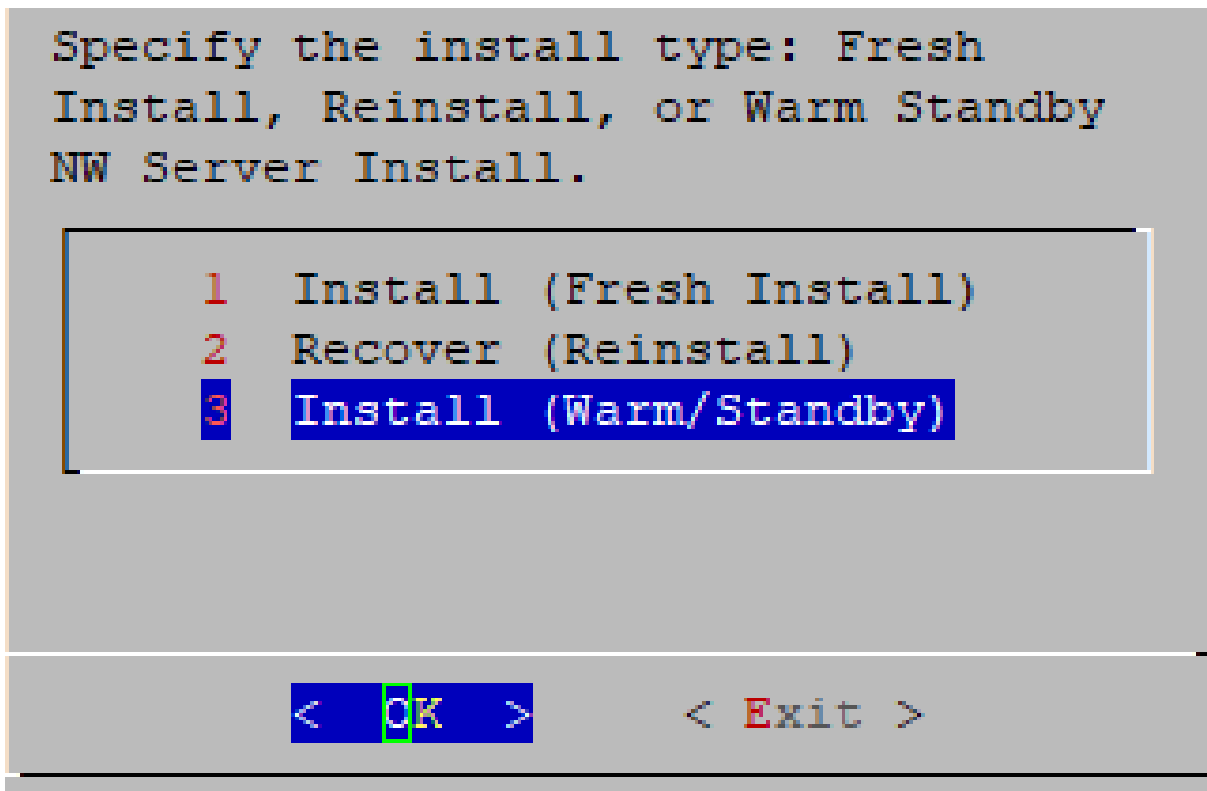 Specify the install type: Fresh
Install, Reinstall, or Warm Standby
NW Server Install.
1 Install (Fresh Install)
2 Recover (Reinstall)
3 Install (Warm/Standby)
< OK > < Exit >